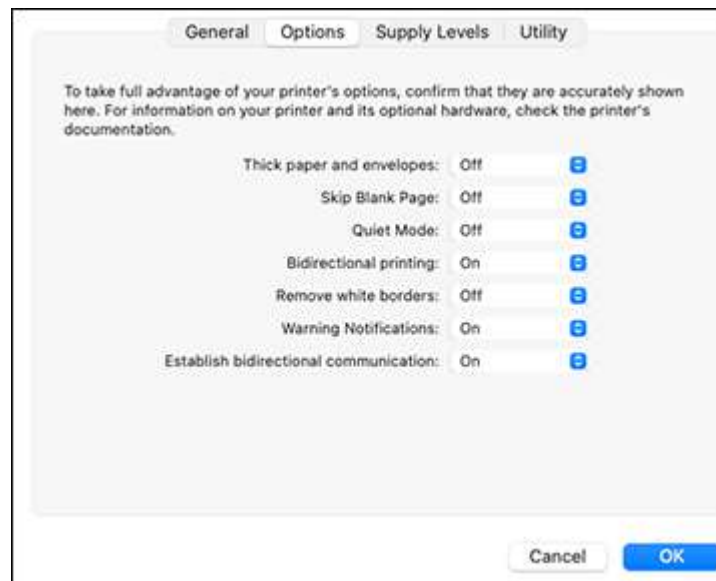 General Options Supply Levels Utility
To take full advantage of your printer's options, confirm that they are accurately shown
here. For information on your printer and its optional hardware, check the printer's
documentation.
Thick paper and envelopes: Off
Skip Blank Page: Off
Quiet Mode: Off
Bidirectional printing: On
Remove white borders: Off
Warning Notifications: On
Establish bidirectional communication: On
Cancel OK